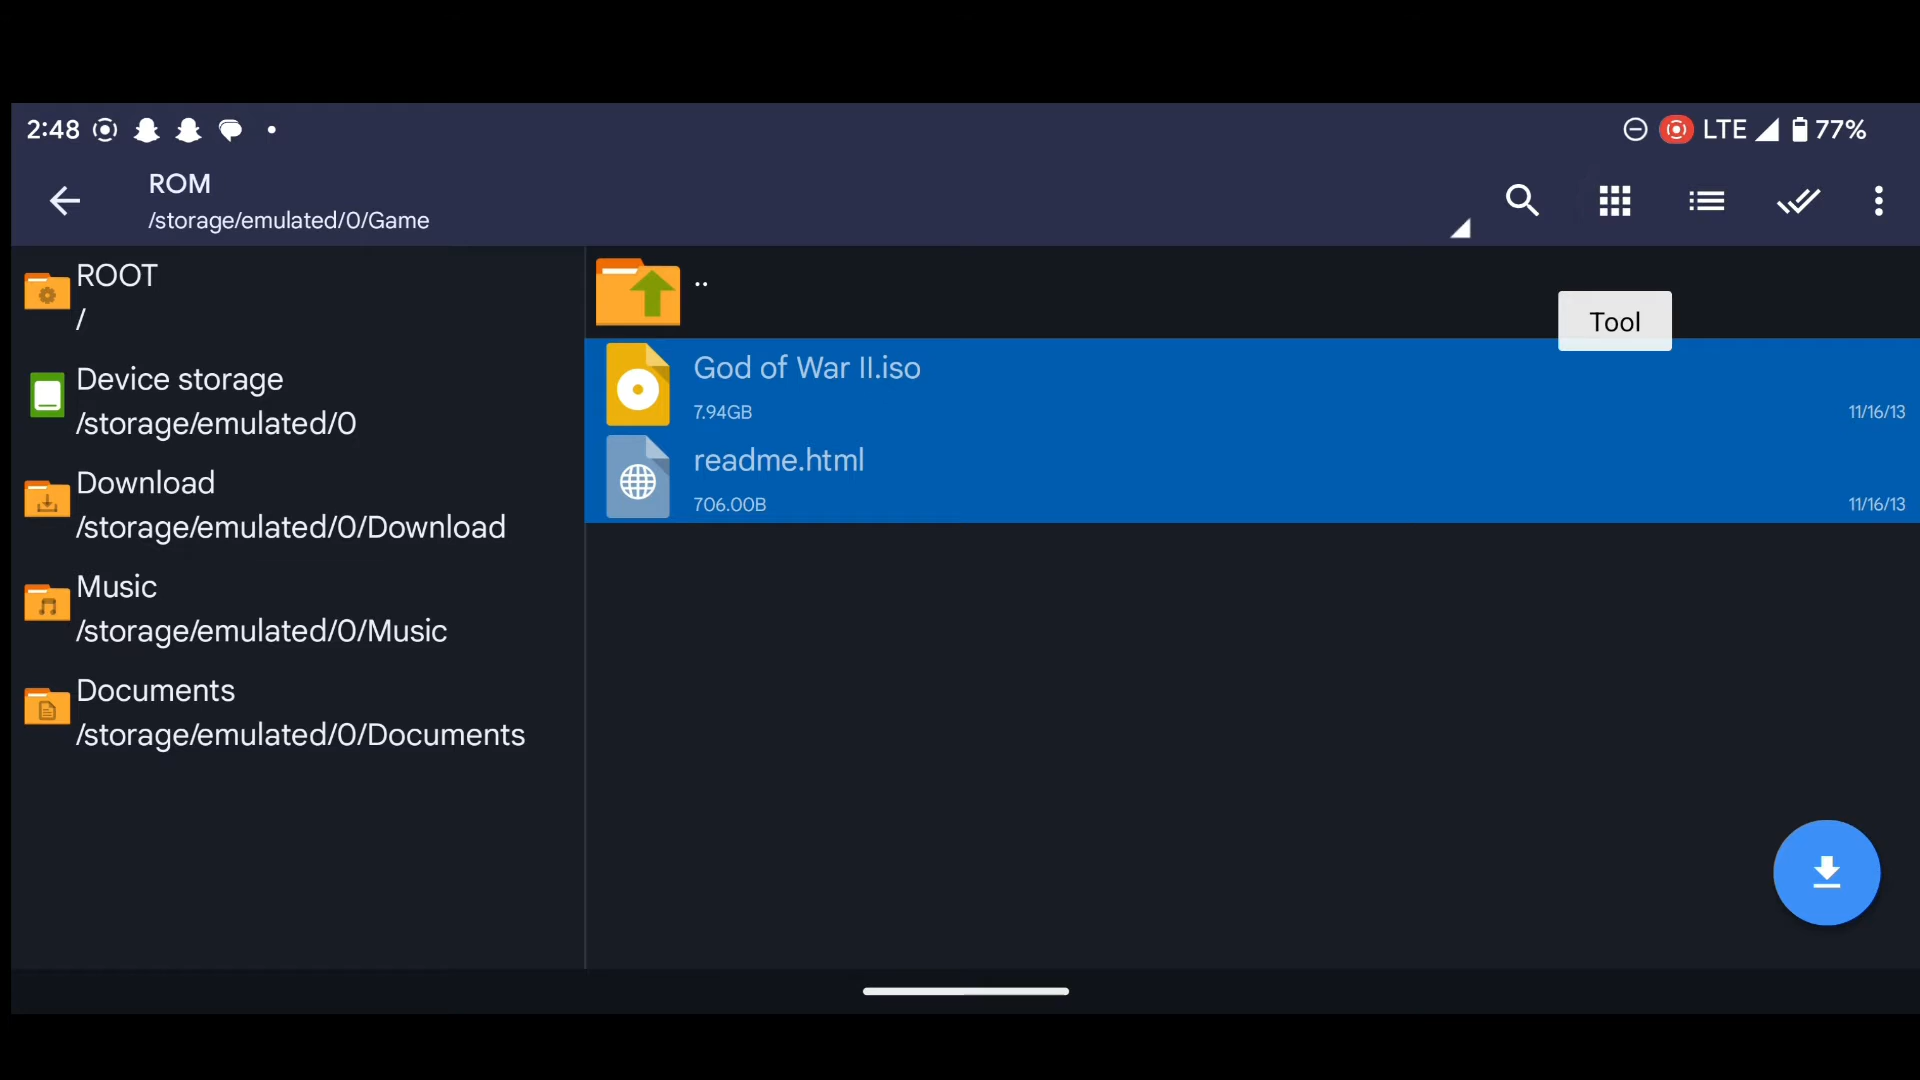 2:48
LTE 77%
ROM
/storage/emulated/0/Game
ROOT
/
Device storage
/storage/emulated/0
Download
/storage/emulated/0/Download
Music
/storage/emulated/0/Music
Documents
/storage/emulated/0/Documents
..
Tool
God of War II.iso
7.94GB 11/16/13
readme.html
706.00B 11/16/13